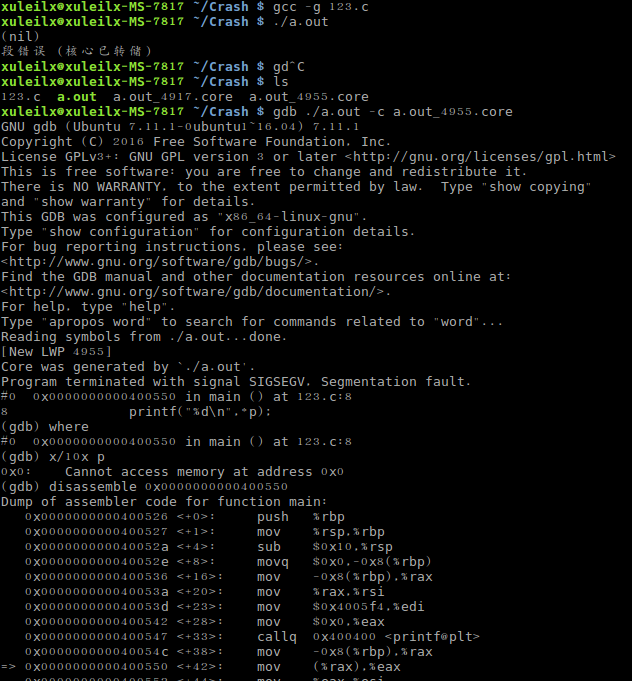 xuleilx@xuleilx-MS-7817 ~/Crash $ gcc -g 123.c
xuleilx@xuleilx-MS-7817 ~/Crash $ ./a.out
(nil)
段错误 (核心已转储)
xuleilx@xuleilx-MS-7817 ~/Crash $ gd^C
xuleilx@xuleilx-MS-7817 ~/Crash $ ls
123.c  a.out  a.out_4917.core  a.out_4955.core
xuleilx@xuleilx-MS-7817 ~/Crash $ gdb ./a.out -c a.out_4955.core
GNU gdb (Ubuntu 7.11.1-0ubuntu1~16.04) 7.11.1
Copyright (C) 2016 Free Software Foundation, Inc.
License GPLv3+: GNU GPL version 3 or later <http://gnu.org/licenses/gpl.html>
This is free software: you are free to change and redistribute it.
There is NO WARRANTY, to the extent permitted by law.  Type "show copying"
and "show warranty" for details.
This GDB was configured as "x86_64-linux-gnu".
Type "show configuration" for configuration details.
For bug reporting instructions, please see:
<http://www.gnu.org/software/gdb/bugs/>.
Find the GDB manual and other documentation resources online at:
<http://www.gnu.org/software/gdb/documentation/>.
For help, type "help".
Type "apropos word" to search for commands related to "word"...
Reading symbols from ./a.out...done.
[New LWP 4955]
Core was generated by `./a.out'.
Program terminated with signal SIGSEGV, Segmentation fault.
#0  0x0000000000400550 in main () at 123.c:8
8               printf("%d\n",*p);
(gdb) where
#0  0x0000000000400550 in main () at 123.c:8
(gdb) x/10x p
0x0:    Cannot access memory at address 0x0
(gdb) disassemble 0x0000000000400550
Dump of assembler code for function main:
   0x0000000000400526 <+0>:     push   %rbp
   0x0000000000400527 <+1>:     mov    %rsp,%rbp
   0x000000000040052a <+4>:     sub    $0x10,%rsp
   0x000000000040052e <+8>:     movq   $0x0,-0x8(%rbp)
   0x0000000000400536 <+16>:    mov    -0x8(%rbp),%rax
   0x000000000040053a <+20>:    mov    %rax,%rsi
   0x000000000040053d <+23>:    mov    $0x4005f4,%edi
   0x0000000000400542 <+28>:    mov    $0x0,%eax
   0x0000000000400547 <+33>:    callq  0x400400 <printf@plt>
   0x000000000040054c <+38>:    mov    -0x8(%rbp),%rax
=> 0x0000000000400550 <+42>:    mov    (%rax),%eax